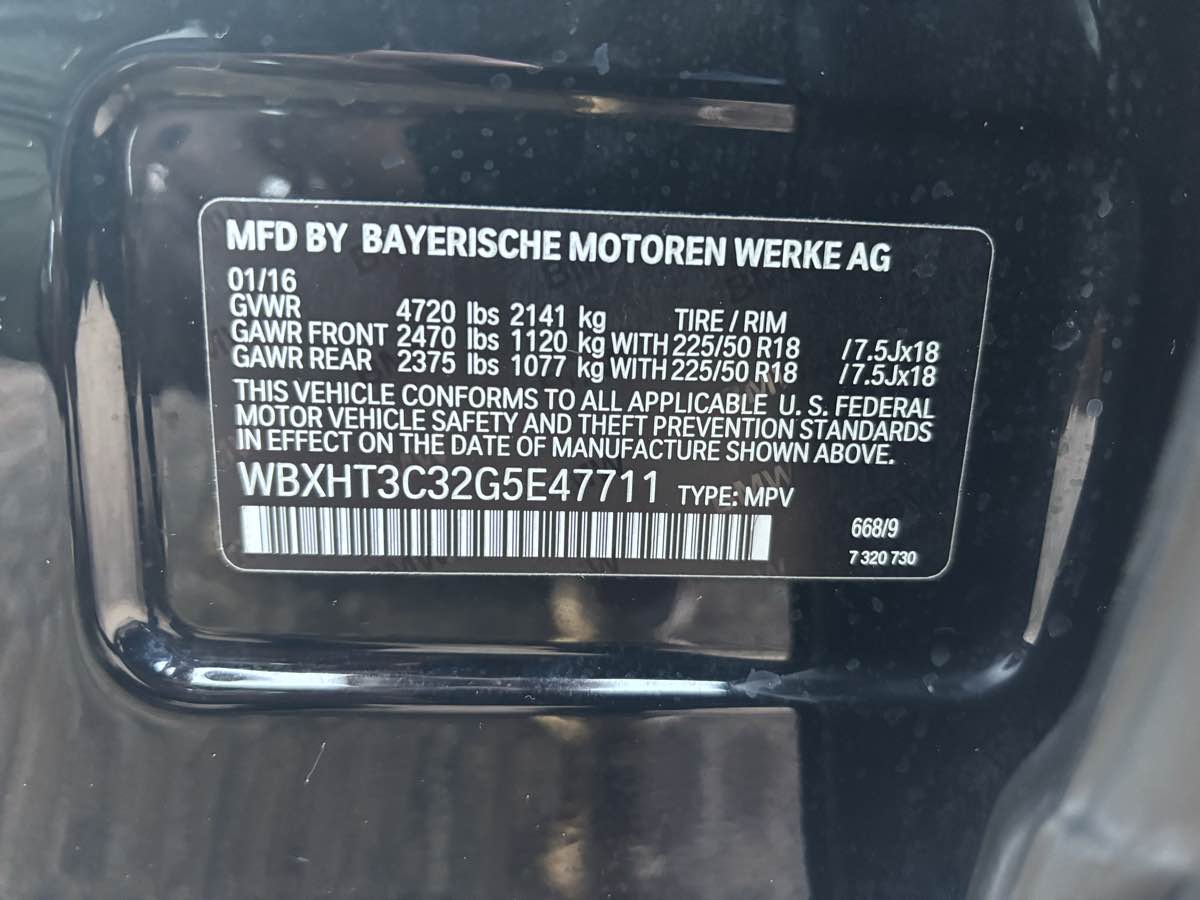 MFD BY BAYERISCHE MOTOREN WERKE AG
01/16
GVWR 4720 lbs 2141 kg TIRE / RIM
GAWR FRONT 2470 lbs 1120 kg WITH 225/50 R18 /7.5Jx18
GAWR REAR 2375 lbs 1077 kg WITH 225/50 R18 /7.5Jx18
THIS VEHICLE CONFORMS TO ALL APPLICABLE U. S. FEDERAL
MOTOR VEHICLE SAFETY AND THEFT PREVENTION STANDARDS
IN EFFECT ON THE DATE OF MANUFACTURE SHOWN ABOVE.
WBXHT3C32G5E47711 TYPE: MPV
668/9
7 320 730